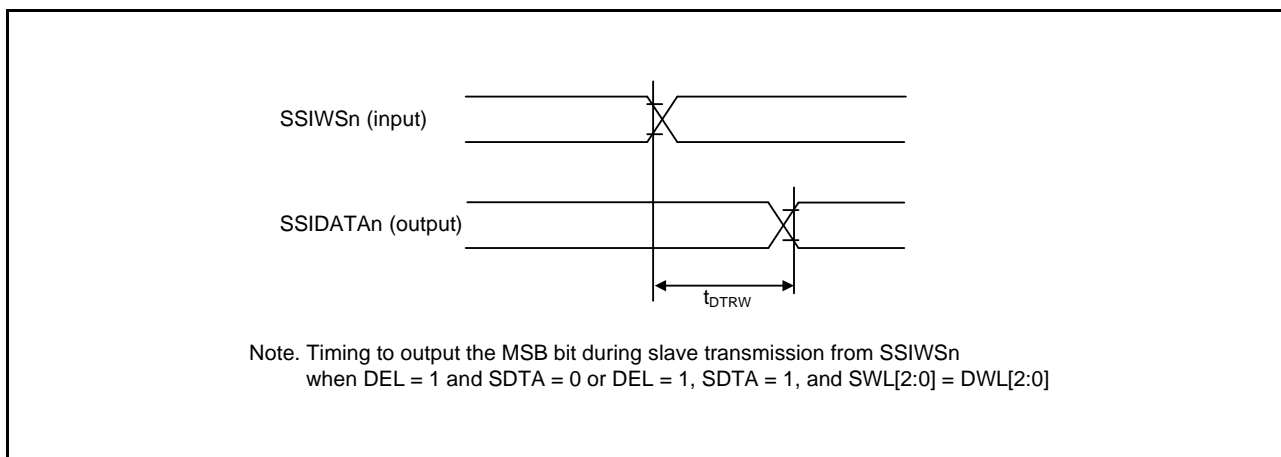 SSIWSn (input)
SSIDATAn (output)
tDTRW
Note. Timing to output the MSB bit during slave transmission from SSIWSn
when DEL = 1 and SDTA = 0 or DEL = 1, SDTA = 1, and SWL[2:0] = DWL[2:0]